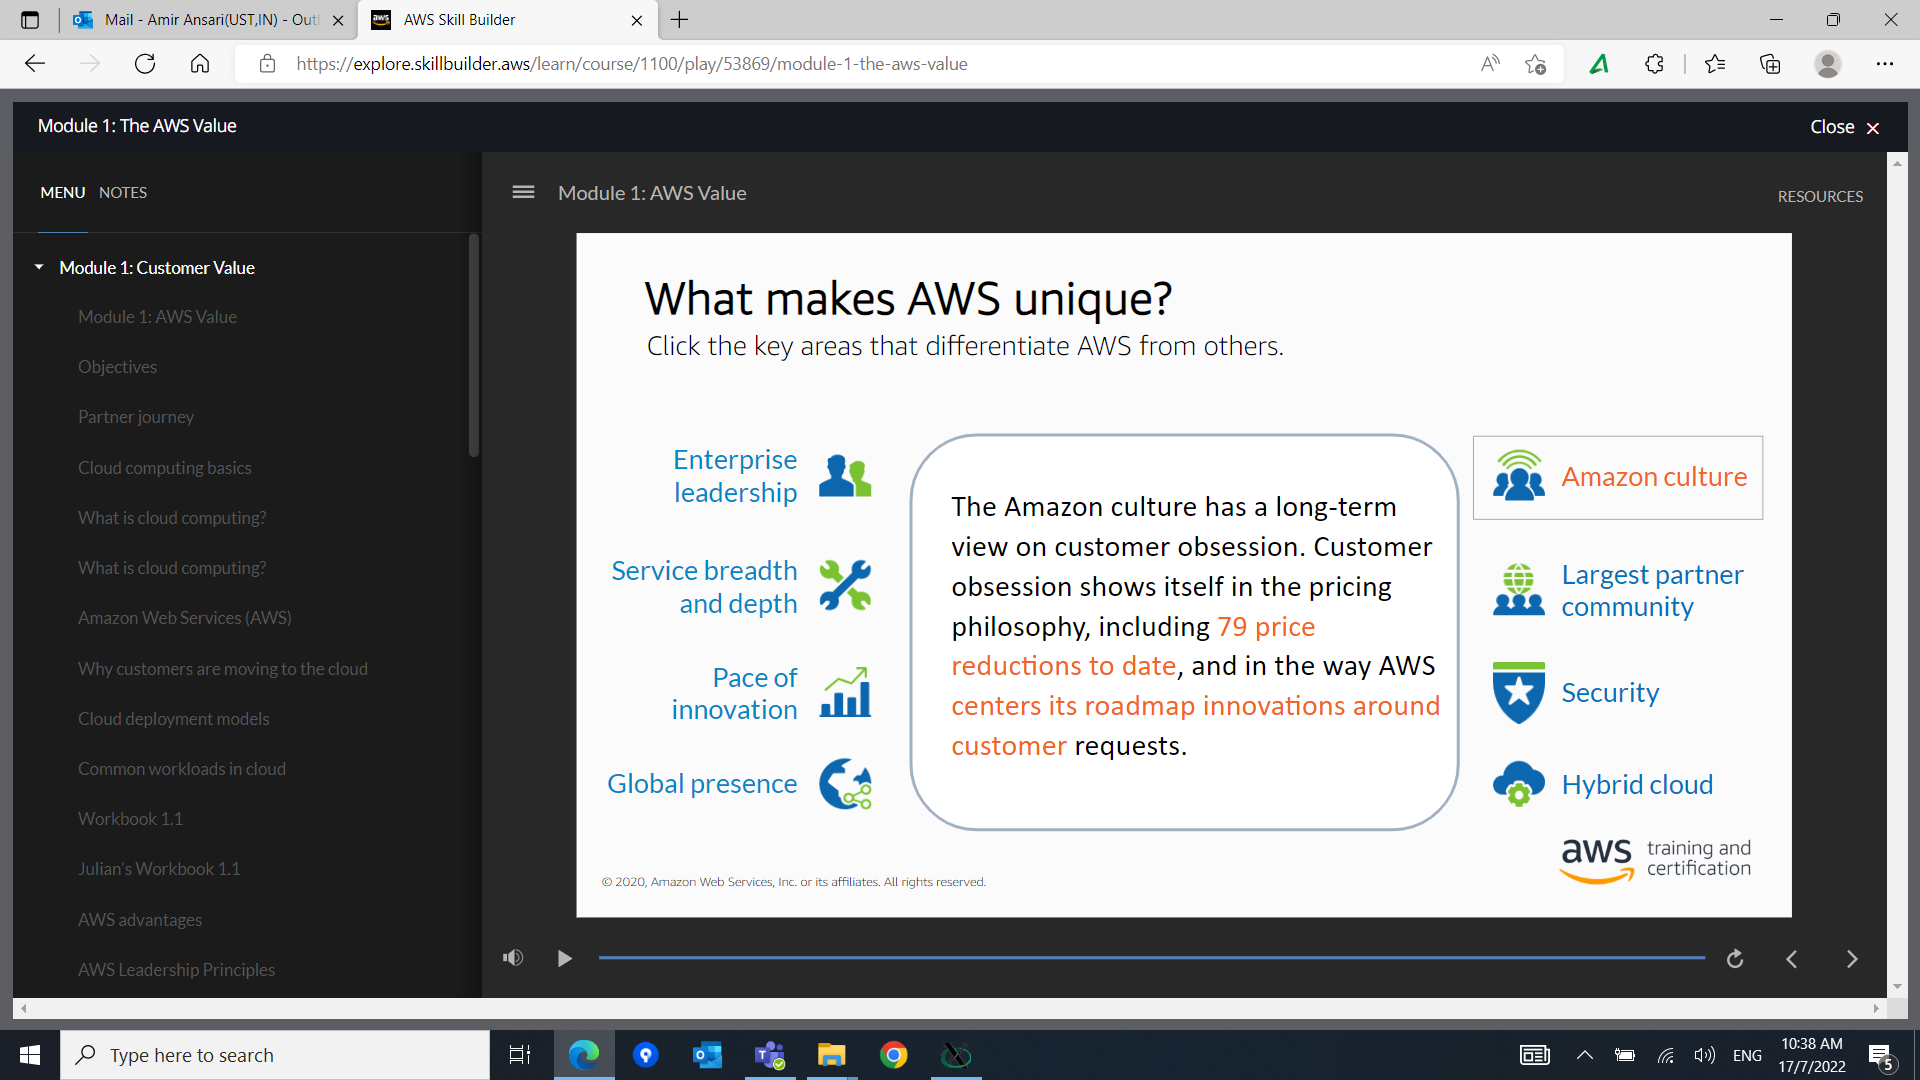 Mail - Amir Ansari(UST,IN) - Outl
AWS Skill Builder
https://explore.skillbuilder.aws/learn/course/1100/play/53869/module-1-the-aws-value
Module 1: The AWS Value
Close
MENU NOTES
Module 1: AWS Value
RESOURCES
Module 1: Customer Value
Module 1: AWS Value
Objectives
Partner journey
Cloud computing basics
What is cloud computing?
What is cloud computing?
Amazon Web Services (AWS)
Why customers are moving to the cloud
Cloud deployment models
Common workloads in cloud
Workbook 1.1
Julian's Workbook 1.1
AWS advantages
AWS Leadership Principles
What makes AWS unique?
Click the key areas that differentiate AWS from others.
Enterprise
leadership
Service breadth
and depth
Pace of
innovation
Global presence
The Amazon culture has a long-term
view on customer obsession. Customer
obsession shows itself in the pricing
philosophy, including 79 price
reductions to date, and in the way AWS
centers its roadmap innovations around
customer requests.
Amazon culture
Largest partner
community
Security
Hybrid cloud
aws training and
certification
© 2020, Amazon Web Services, Inc. or its affiliates. All rights reserved.
Type here to search
ENG
10:38 AM
17/7/2022
5